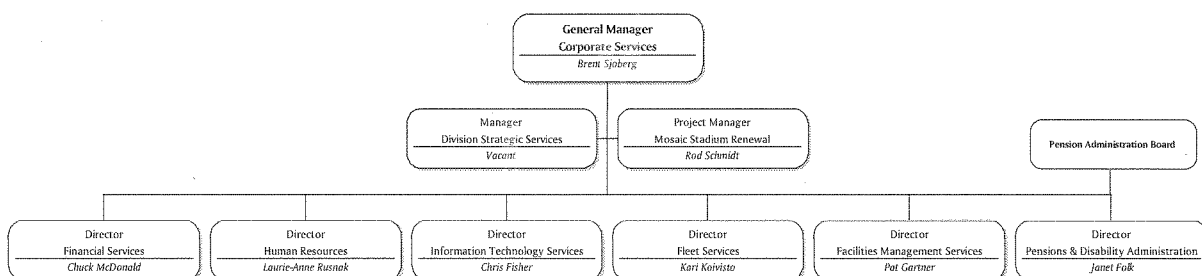 General Manager
Corporate Services
Brent Sjoberg
Manager
Division Strategic Services
Vacant
Project Manager
Mosaic Stadium Renewal
Rod Schmidt
Pension Administration Board
Director
Financial Services
Chuck McDonald
Director
Human Resources
Laurie-Anne Rusnak
Director
Information Technology Services
Chris Fisher
Director
Fleet Services
Kari Koivisto
Director
Facilities Management Services
Pat Gartner
Director
Pensions & Disability Administration
Janet Folk